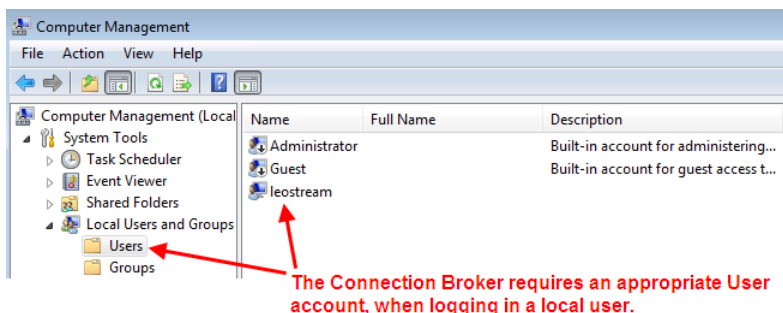 Computer Management
File Action View Help
Computer Management (Local
System Tools
Task Scheduler
Event Viewer
Shared Folders
Local Users and Groups
Users
Groups
Name Full Name Description
Administrator Built-in account for administering...
Guest Built-in account for guest access t...
leostream
The Connection Broker requires an appropriate User
account, when logging in a local user.